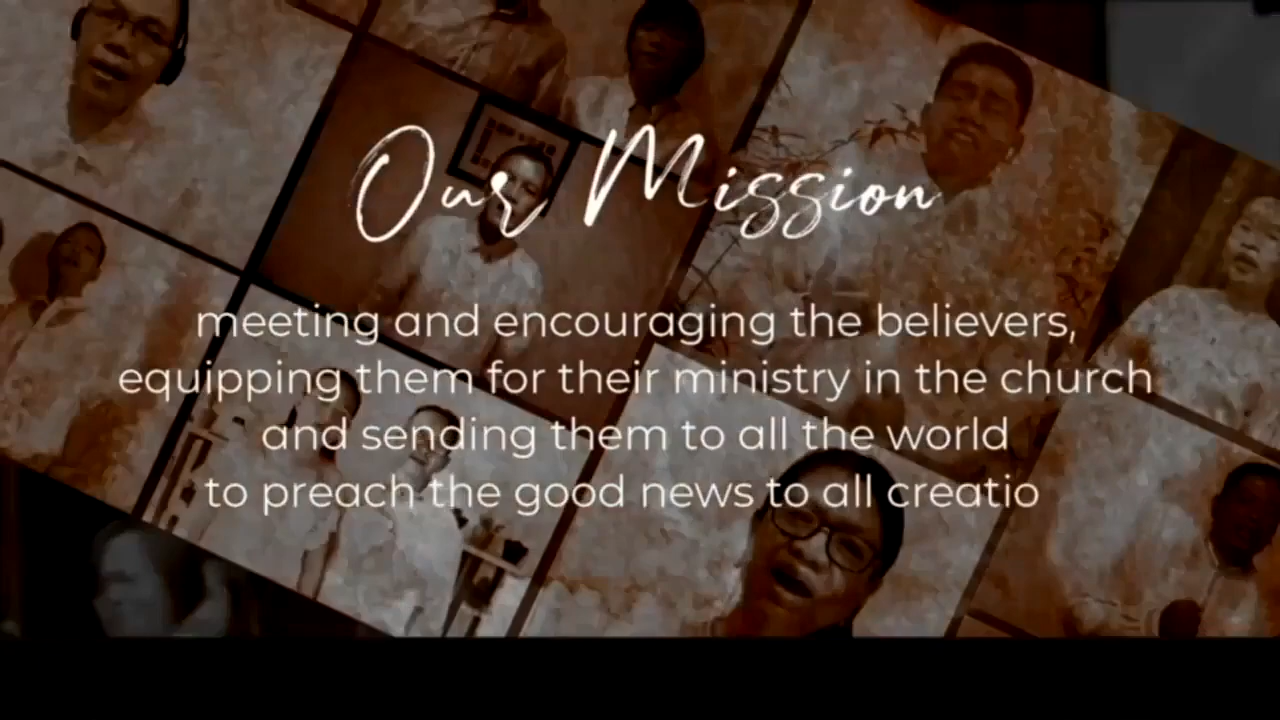 Our Mission
meeting and encouraging the believers,
equipping them for their ministry in the church
and sending them to all the world
to preach the good news to all creatio